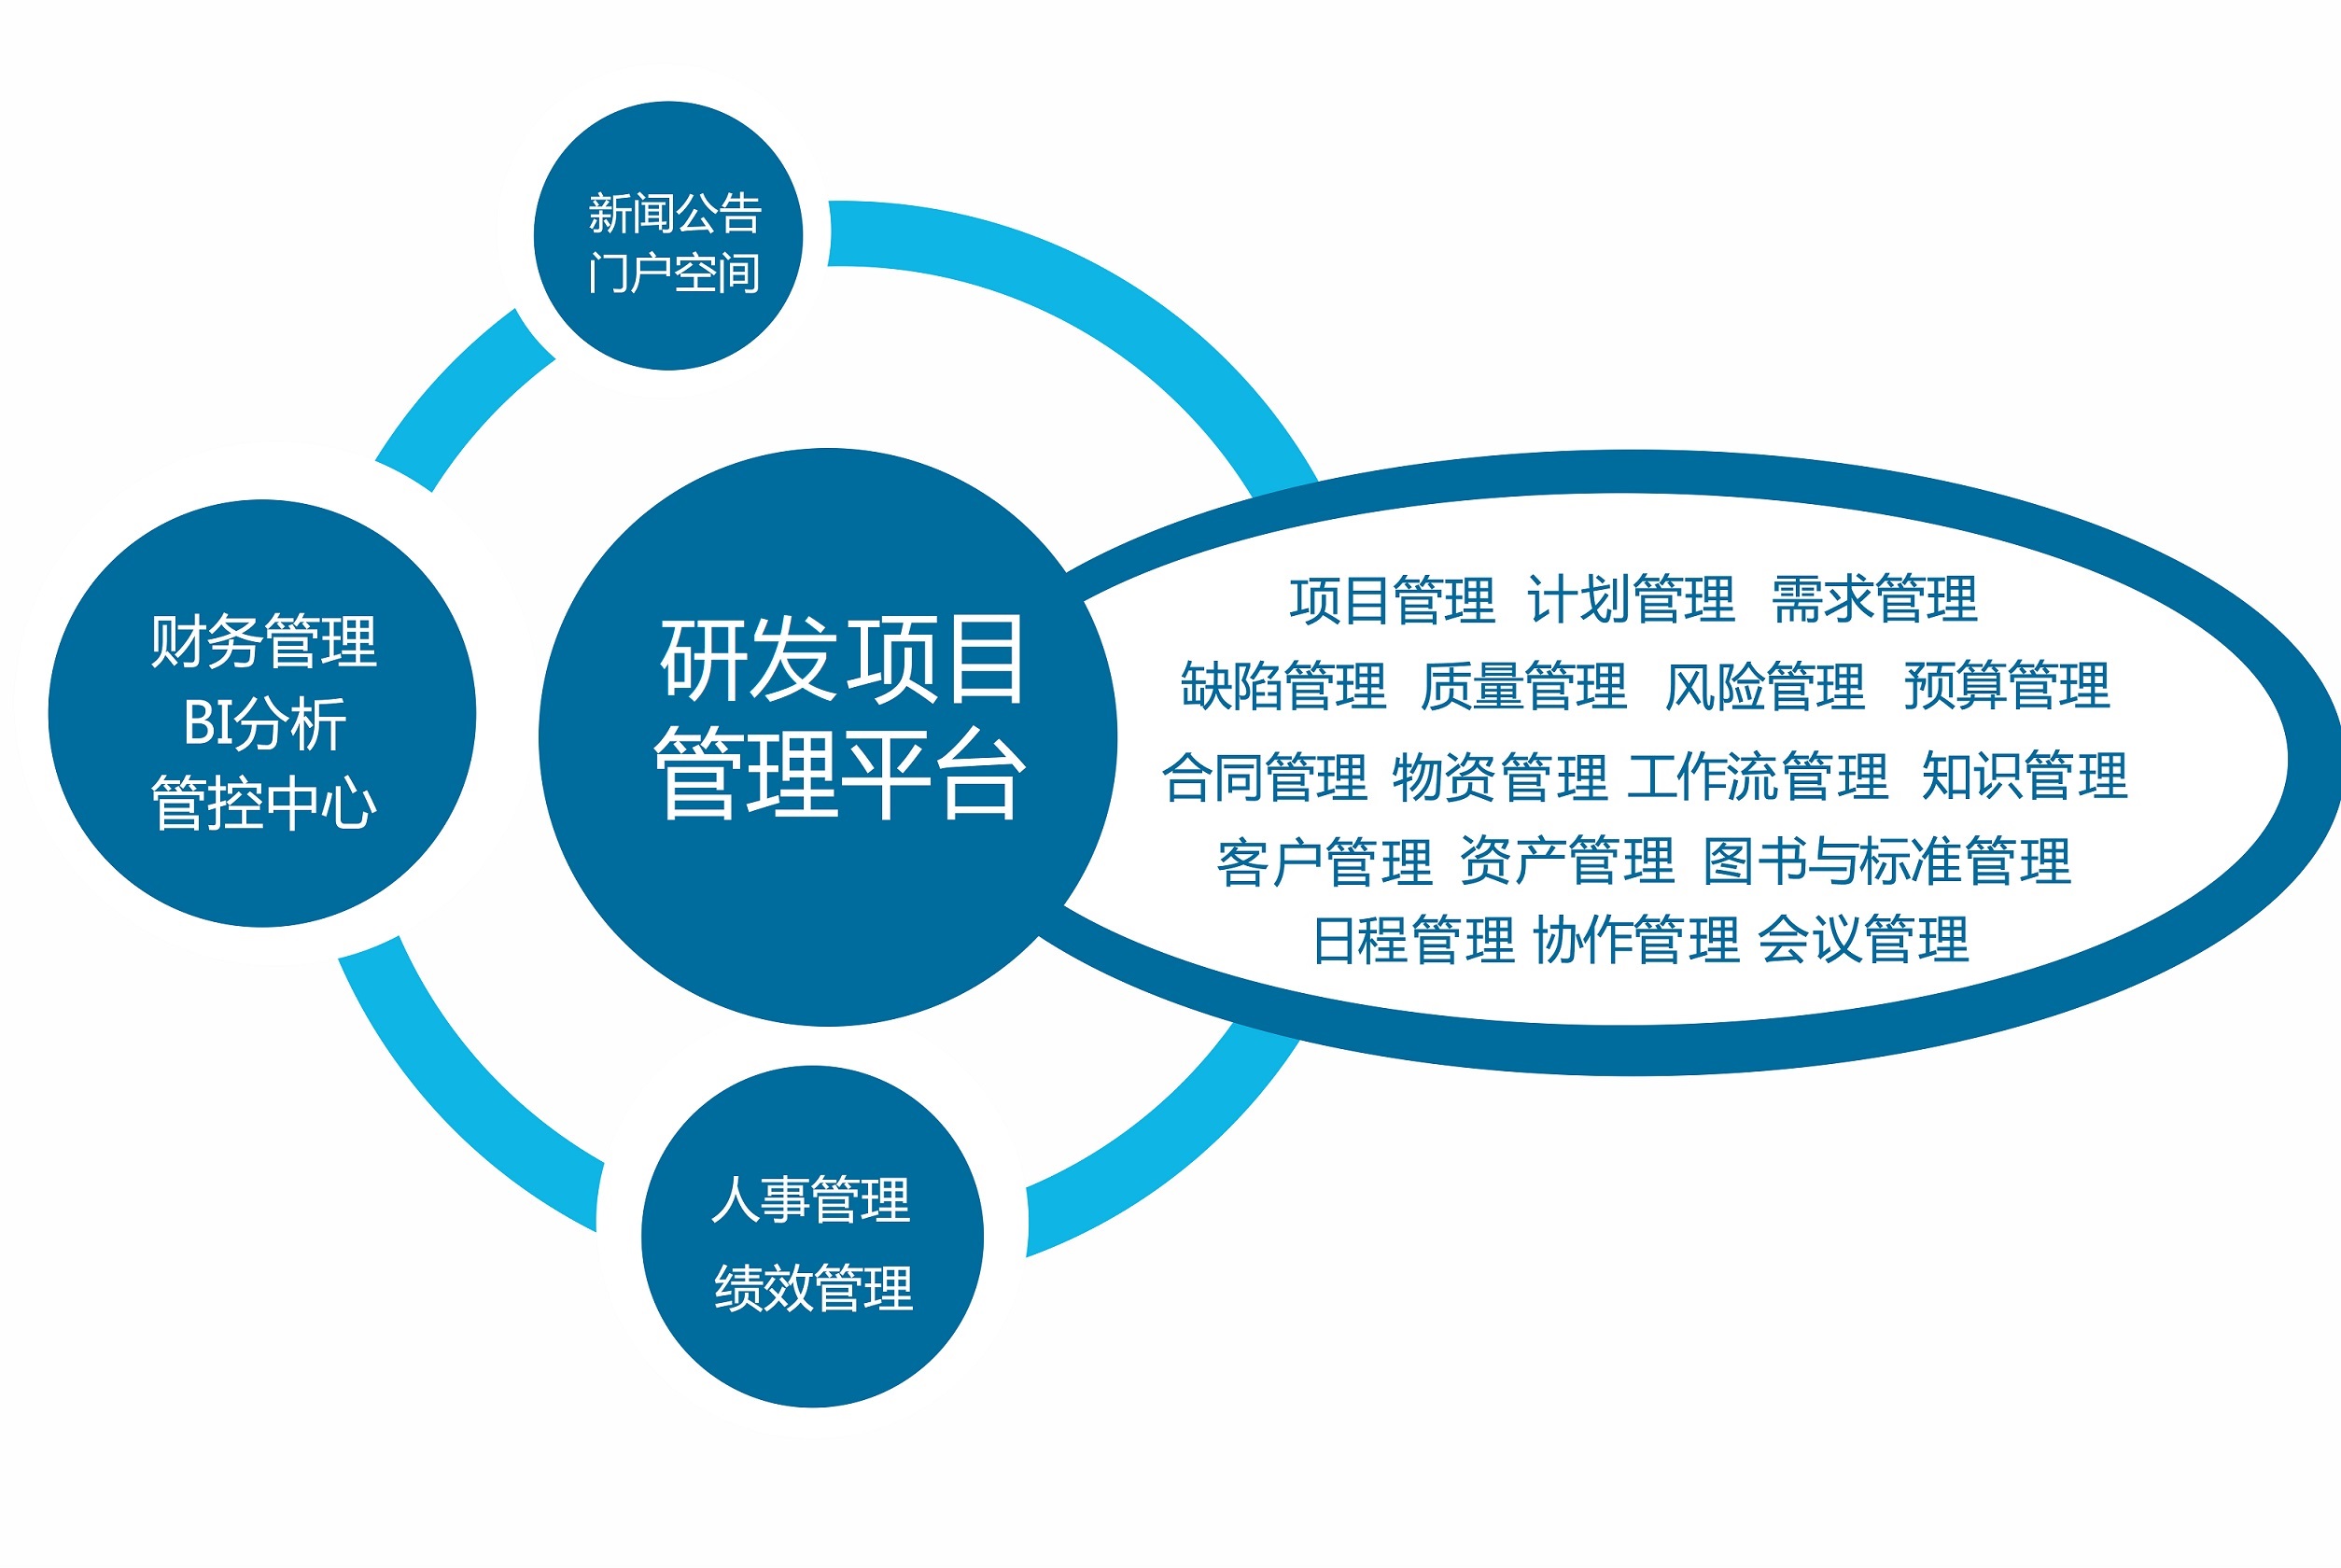 新闻公告
门户空间
财务管理
BI分析
管控中心
研发项目
管理平台
项目管理 计划管理 需求管理
缺陷管理 质量管理 风险管理 预算管理
合同管理 物资管理 工作流管理 知识管理
客户管理 资产管理 图书与标准管理
日程管理 协作管理 会议管理
人事管理
绩效管理